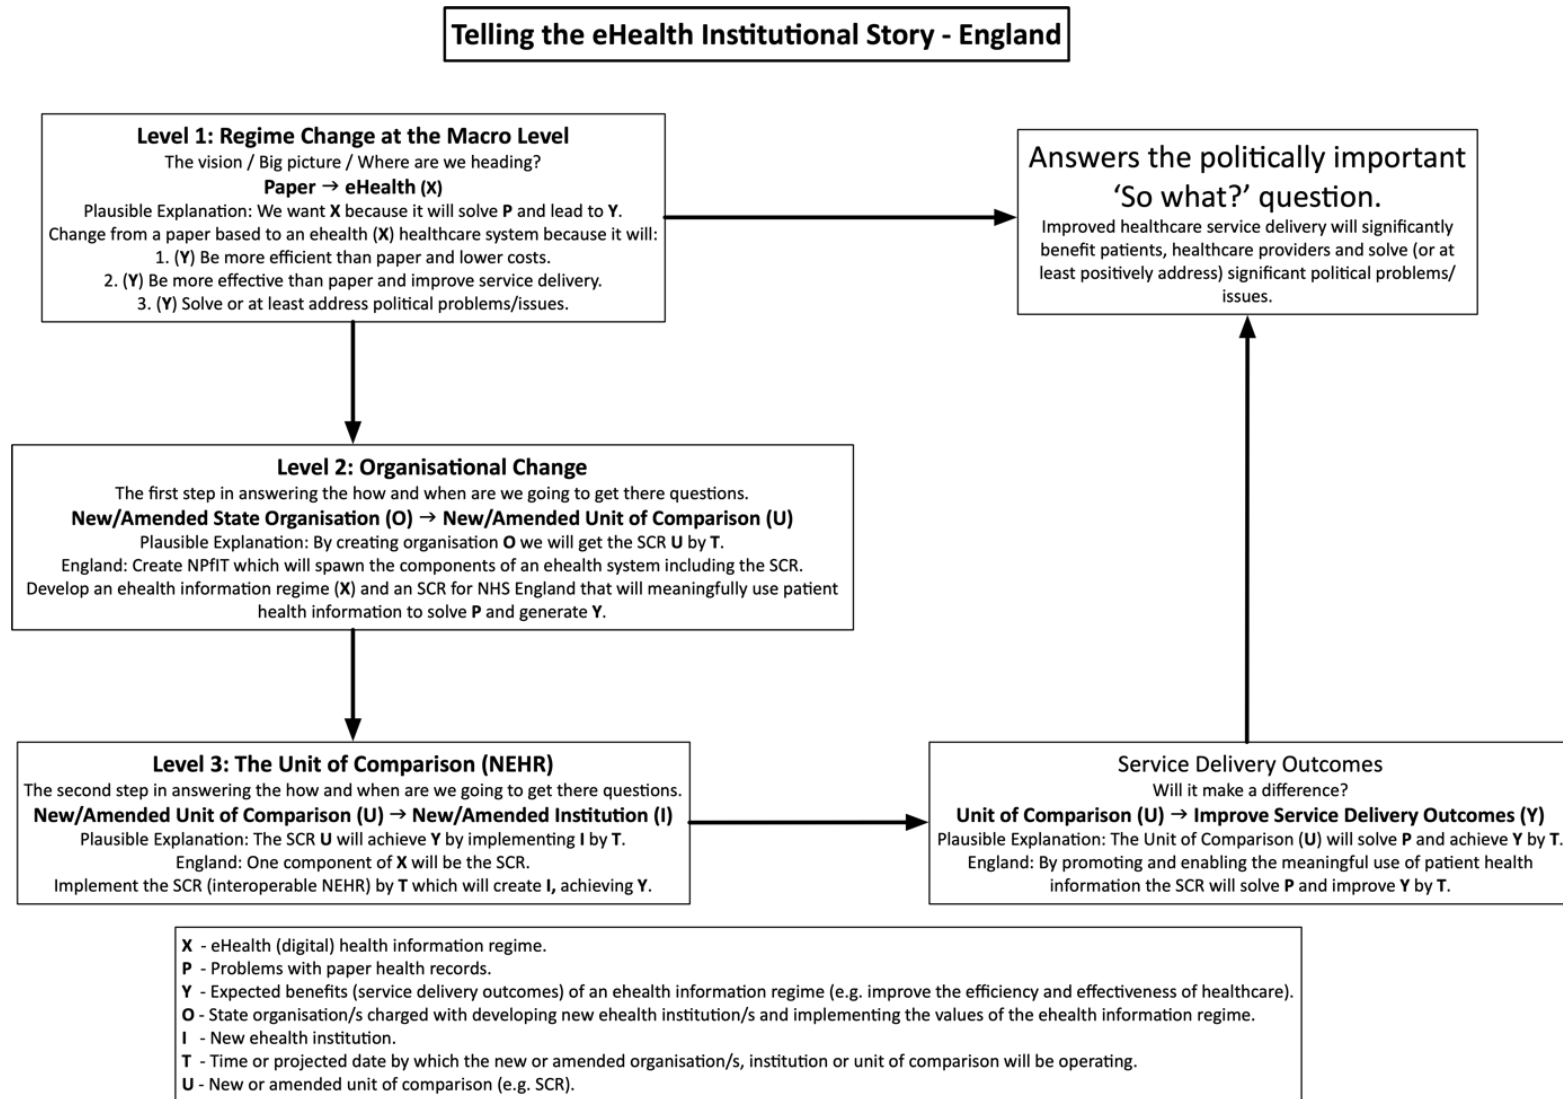 Telling the eHealth Institutional Story - England
Level 1: Regime Change at the Macro Level
The vision / Big picture / Where are we heading?
Paper → eHealth (X)
Plausible Explanation: We want X because it will solve P and lead to Y.
Change from a paper based to an ehealth (X) healthcare system because it will:
1. (Y) Be more efficient than paper and lower costs.
2. (Y) Be more effective than paper and improve service delivery.
3. (Y) Solve or at least address political problems/issues.
Answers the politically important
‘So what?’ question.
Improved healthcare service delivery will significantly
benefit patients, healthcare providers and solve (or at
least positively address) significant political problems/
issues.
Level 2: Organisational Change
The first step in answering the how and when are we going to get there questions.
New/Amended State Organisation (O) → New/Amended Unit of Comparison (U)
Plausible Explanation: By creating organisation O we will get the SCR U by T.
England: Create NPfIT which will spawn the components of an ehealth system including the SCR.
Develop an ehealth information regime (X) and an SCR for NHS England that will meaningfully use patient
health information to solve P and generate Y.
Level 3: The Unit of Comparison (NEHR)
The second step in answering the how and when are we going to get there questions.
New/Amended Unit of Comparison (U) → New/Amended Institution (I)
Plausible Explanation: The SCR U will achieve Y by implementing I by T.
England: One component of X will be the SCR.
Implement the SCR (interoperable NEHR) by T which will create I, achieving Y.
Service Delivery Outcomes
Will it make a difference?
Unit of Comparison (U) → Improve Service Delivery Outcomes (Y)
Plausible Explanation: The Unit of Comparison (U) will solve P and achieve Y by T.
England: By promoting and enabling the meaningful use of patient health
information the SCR will solve P and improve Y by T.
X - eHealth (digital) health information regime.
P - Problems with paper health records.
Y - Expected benefits (service delivery outcomes) of an ehealth information regime (e.g. improve the efficiency and effectiveness of healthcare).
O - State organisation/s charged with developing new ehealth institution/s and implementing the values of the ehealth information regime.
I - New ehealth institution.
T - Time or projected date by which the new or amended organisation/s, institution or unit of comparison will be operating.
U - New or amended unit of comparison (e.g. SCR).